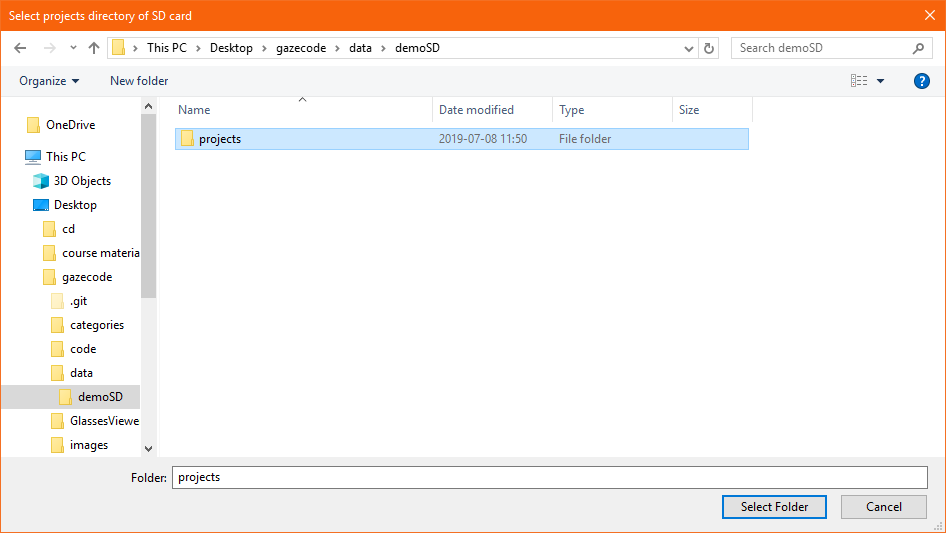 Select projects directory of SD card
This PC > Desktop > gazecode > data > demoSD
Search demoSD
Organize
New folder
?
Name Date modified Type Size
projects 2019-07-08 11:50 File folder
OneDrive
This PC
3D Objects
Desktop
cd
course materia
gazecode
.git
categories
code
data
demoSD
GlassesViewe
images
Folder: projects
Select Folder Cancel